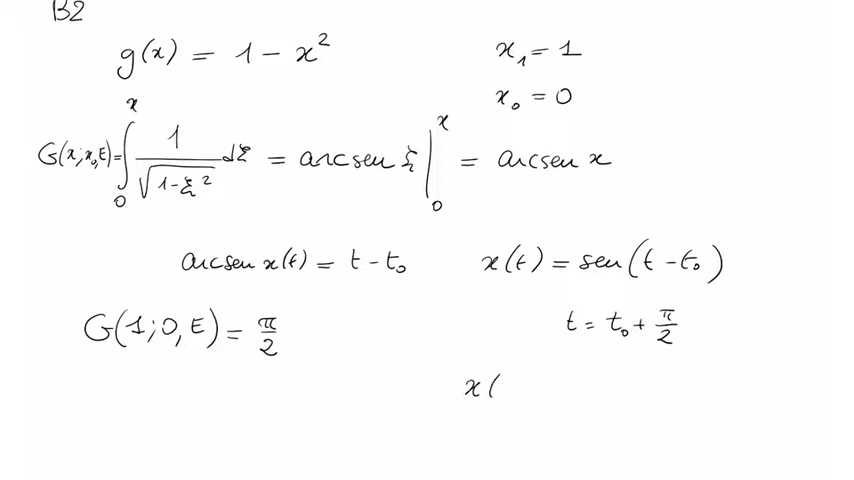 B2
g(x) = 1 - x² x₁ = 1
x₀ = 0
G(x; x₀, E) = ∫₀ˣ 1/√(1-ξ²) dξ = arcsen ξ |₀ˣ = arcsen x
arcsen x(t) = t - t₀ x(t) = sen(t - t₀)
G(1; 0, E) = π/2 t = t₀ + π/2
x(